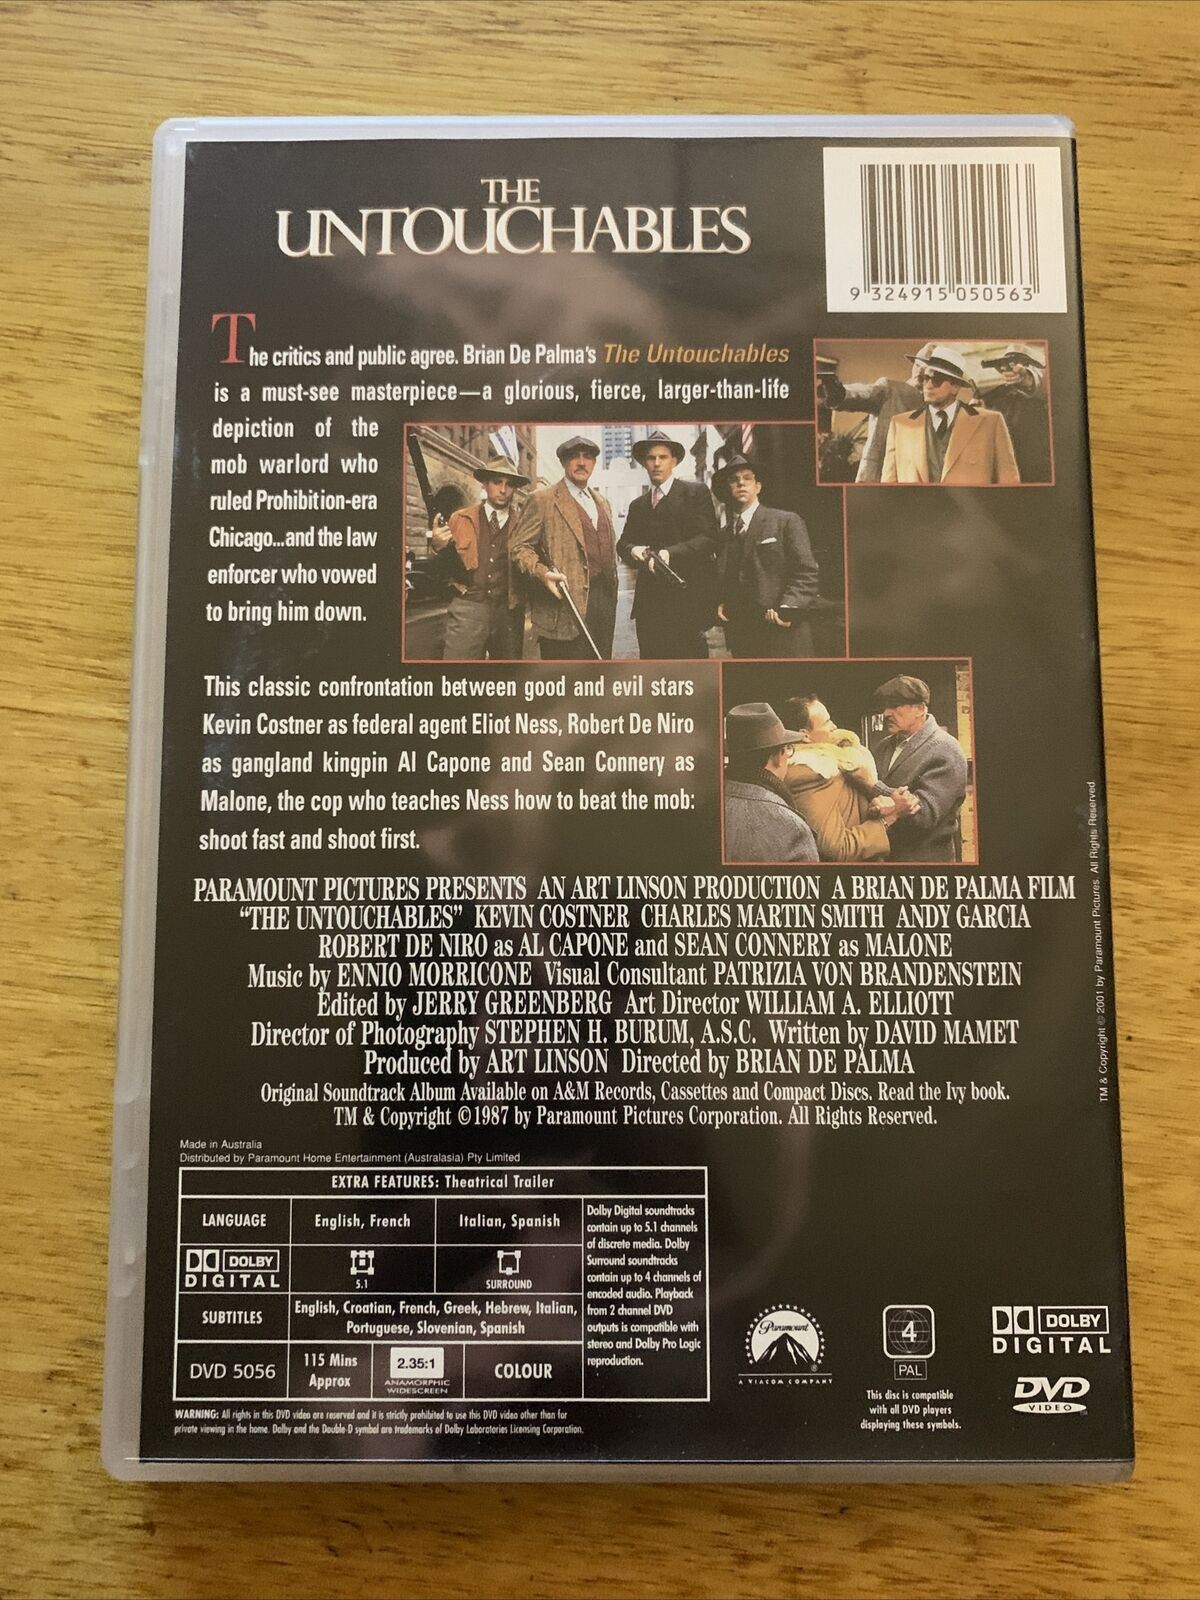 THE
UNTOUCHABLES
9 324915 050563
The critics and public agree. Brian De Palma's The Untouchables
is a must-see masterpiece—a glorious, fierce, larger-than-life
depiction of the
mob warlord who
ruled Prohibition-era
Chicago...and the law
enforcer who vowed
to bring him down.
This classic confrontation between good and evil stars
Kevin Costner as federal agent Eliot Ness, Robert De Niro
as gangland kingpin Al Capone and Sean Connery as
Malone, the cop who teaches Ness how to beat the mob:
shoot fast and shoot first.
PARAMOUNT PICTURES PRESENTS AN ART LINSON PRODUCTION A BRIAN DE PALMA FILM
“THE UNTOUCHABLES” KEVIN COSTNER CHARLES MARTIN SMITH ANDY GARCIA
ROBERT DE NIRO as AL CAPONE and SEAN CONNERY as MALONE
Music by ENNIO MORRICONE Visual Consultant PATRIZIA VON BRANDENSTEIN
Edited by JERRY GREENBERG Art Director WILLIAM A. ELLIOTT
Director of Photography STEPHEN H. BURUM, A.S.C. Written by DAVID MAMET
Produced by ART LINSON Directed by BRIAN DE PALMA
Original Soundtrack Album Available on A&M Records, Cassettes and Compact Discs. Read the Ivy book.
TM & Copyright ©1987 by Paramount Pictures Corporation. All Rights Reserved.
TM & Copyright © 2001 by Paramount Pictures. All Rights Reserved.
Made in Australia
Distributed by Paramount Home Entertainment (Australasia) Pty Limited
EXTRA FEATURES: Theatrical Trailer
LANGUAGE English, French Italian, Spanish
DOLBY
DIGITAL
5.1 SURROUND
SUBTITLES
English, Croatian, French, Greek, Hebrew, Italian,
Portuguese, Slovenian, Spanish
DVD 5056
115 Mins
Approx
2.35:1
ANAMORPHIC
WIDESCREEN
COLOUR
Dolby Digital soundtracks
contain up to 5.1 channels
of discrete media. Dolby
Surround soundtracks
contain up to 4 channels of
encoded audio. Playback
from 2 channel DVD
outputs is compatible with
stereo and Dolby Pro Logic
reproduction.
WARNING: All rights in this DVD video are reserved and it is strictly prohibited to use this DVD video other than for
private viewing in the home. Dolby and the Double-D symbol are trademarks of Dolby Laboratories Licensing Corporation.
Paramount
®
A VIACOM COMPANY
4
PAL
This disc is compatible
with all DVD players
displaying these symbols.
DOLBY
DIGITAL
DVD
VIDEO